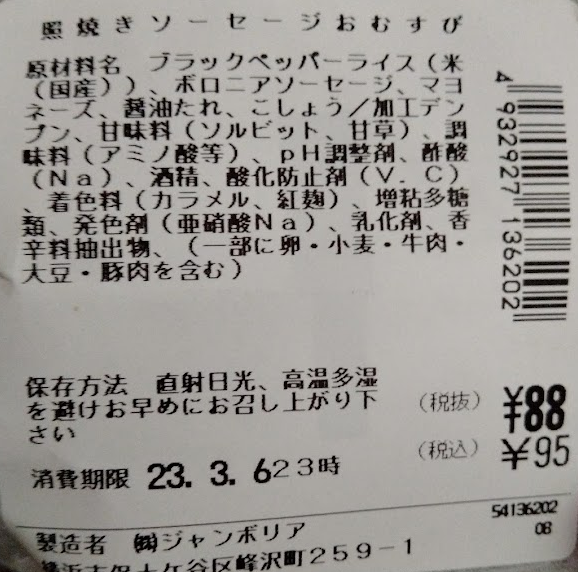 照焼きソーセージおむすび
原材料名　ブラックペッパーライス（米
（国産））、ボロニアソーセージ、マヨ
ネーズ、醤油たれ、こしょう／加工デン
プン、甘味料（ソルビット、甘草）、調
味料（アミノ酸等）、ｐＨ調整剤、酢酸
（Ｎａ）、酒精、酸化防止剤（Ｖ．Ｃ）
、着色料（カラメル、紅麹）、増粘多糖
類、発色剤（亜硝酸Ｎａ）、乳化剤、香
辛料抽出物、（一部に卵・小麦・牛肉・
大豆・豚肉を含む）
4 932927 136202
保存方法　直射日光、高温多湿
を避けお早めにお召し上がり下
さい
（税抜） ¥88
（税込） ¥95
消費期限 23. 3. 6 23時
54136202
08
製造者　㈱ジャンボリア
横浜市保土ケ谷区峰沢町２５９－１